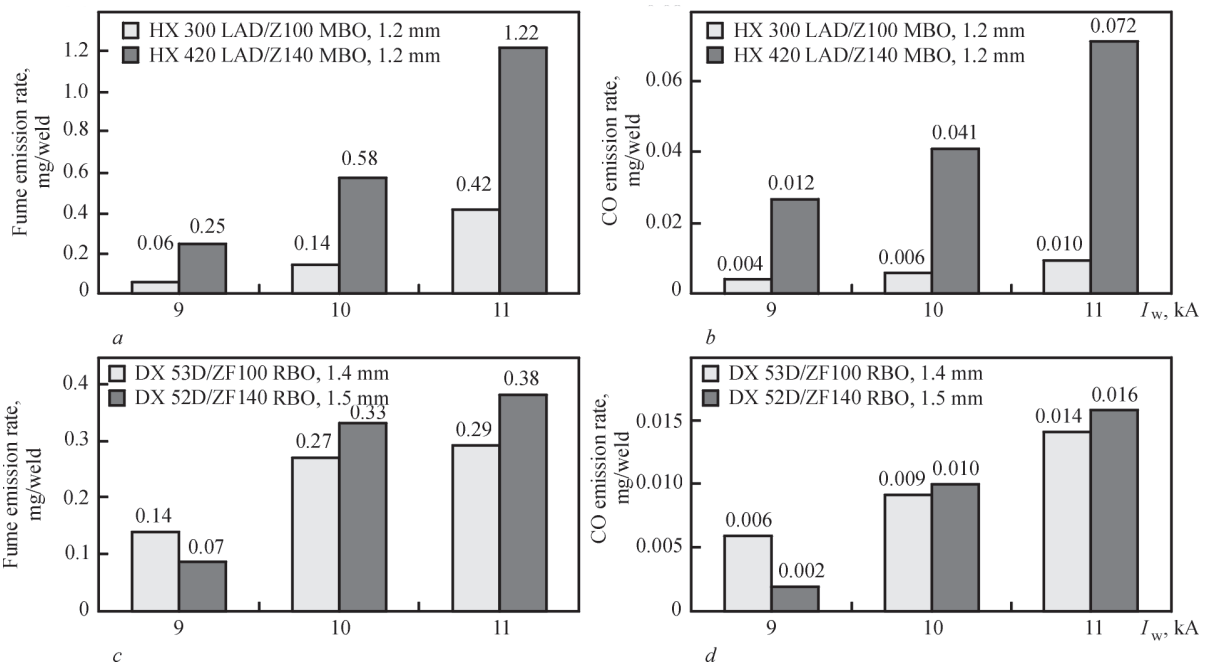 HX 300 LAD/Z100 MBO, 1.2 mm
HX 420 LAD/Z140 MBO, 1.2 mm
Fume emission rate,
mg/weld
1.2
1.0
0.8
0.6
0.4
0.2
0
0.06
0.25
0.14
0.58
0.42
1.22
9
10
11
a
HX 300 LAD/Z100 MBO, 1.2 mm
HX 420 LAD/Z140 MBO, 1.2 mm
CO emission rate,
mg/weld
0.06
0.04
0.02
0
0.004
0.012
0.006
0.041
0.010
0.072
9
10
11
I w, kA
b
DX 53D/ZF100 RBO, 1.4 mm
DX 52D/ZF140 RBO, 1.5 mm
Fume emission rate,
mg/weld
0.4
0.3
0.2
0.1
0
0.14
0.07
0.27
0.33
0.29
0.38
9
10
11
c
DX 53D/ZF100 RBO, 1.4 mm
DX 52D/ZF140 RBO, 1.5 mm
CO emission rate,
mg/weld
0.015
0.010
0.005
0
0.006
0.002
0.009
0.010
0.014
0.016
9
10
11
I w, kA
d